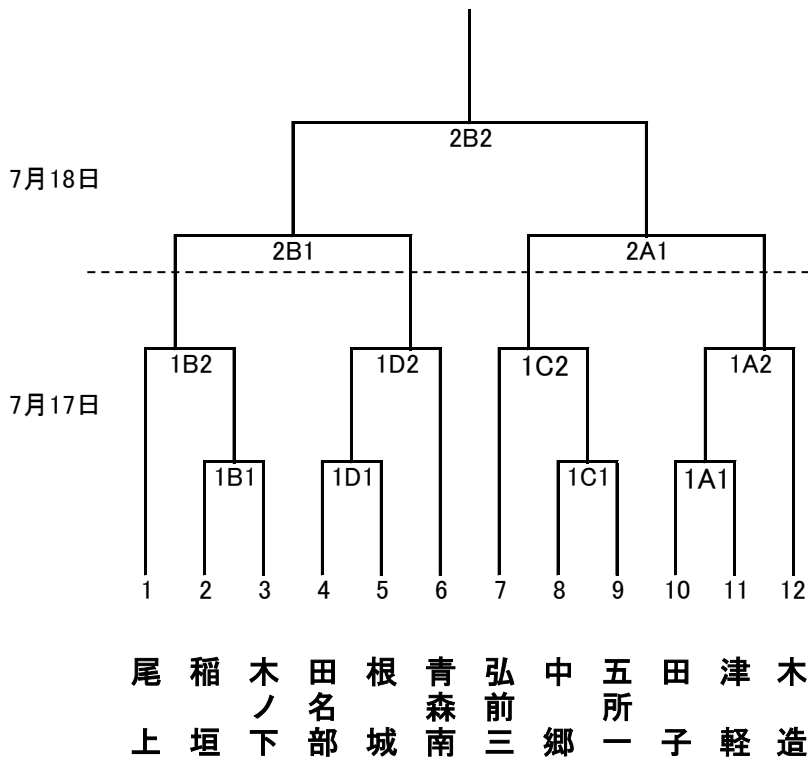 2B2
7月18日
2B1
2A1
1B2
1D2
1C2
1A2
7月17日
1B1
1D1
1C1
1A1
1
2
3
4
5
6
7
8
9
10
11
12
尾上
稲垣
木ノ下
田名部
根城
青森南
弘前三
中郷
五所一
田子
津軽
木造